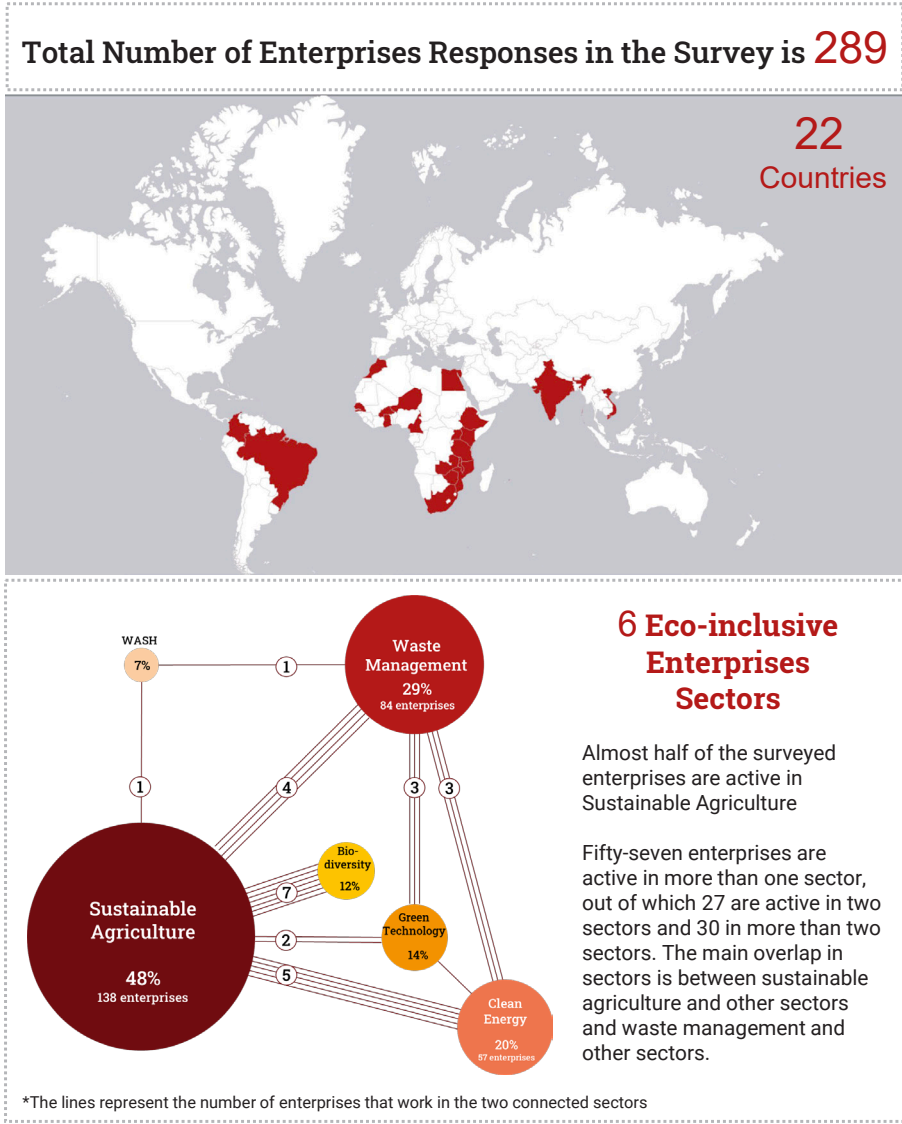 Total Number of Enterprises Responses in the Survey is 289
22
Countries
WASH
7%
1
Waste
Management
29%
84 enterprises
1
4
3
3
Bio-
diversity
12%
7
Sustainable
Agriculture
48%
138 enterprises
2
Green
Technology
14%
5
Clean
Energy
20%
57 enterprises
6 Eco-inclusive
Enterprises
Sectors
Almost half of the surveyed
enterprises are active in
Sustainable Agriculture
Fifty-seven enterprises are
active in more than one sector,
out of which 27 are active in two
sectors and 30 in more than two
sectors. The main overlap in
sectors is between sustainable
agriculture and other sectors
and waste management and
other sectors.
*The lines represent the number of enterprises that work in the two connected sectors